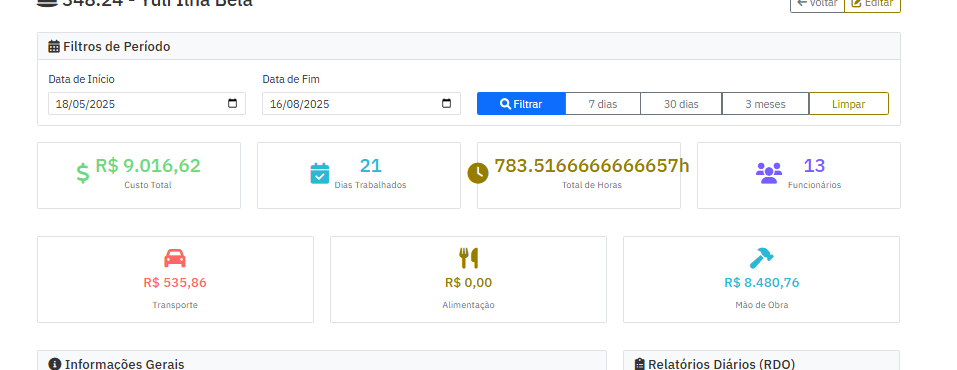 348.24 - Yuli Ilha Bela
Voltar Editar
Filtros de Período
Data de Início Data de Fim
18/05/2025 16/08/2025 Filtrar 7 dias 30 dias 3 meses Limpar
R$ 9.016,62 21 783.5166666666657h 13
Custo Total Dias Trabalhados Total de Horas Funcionários
R$ 535,86 R$ 0,00 R$ 8.480,76
Transporte Alimentação Mão de Obra
Informações Gerais Relatórios Diários (RDO)